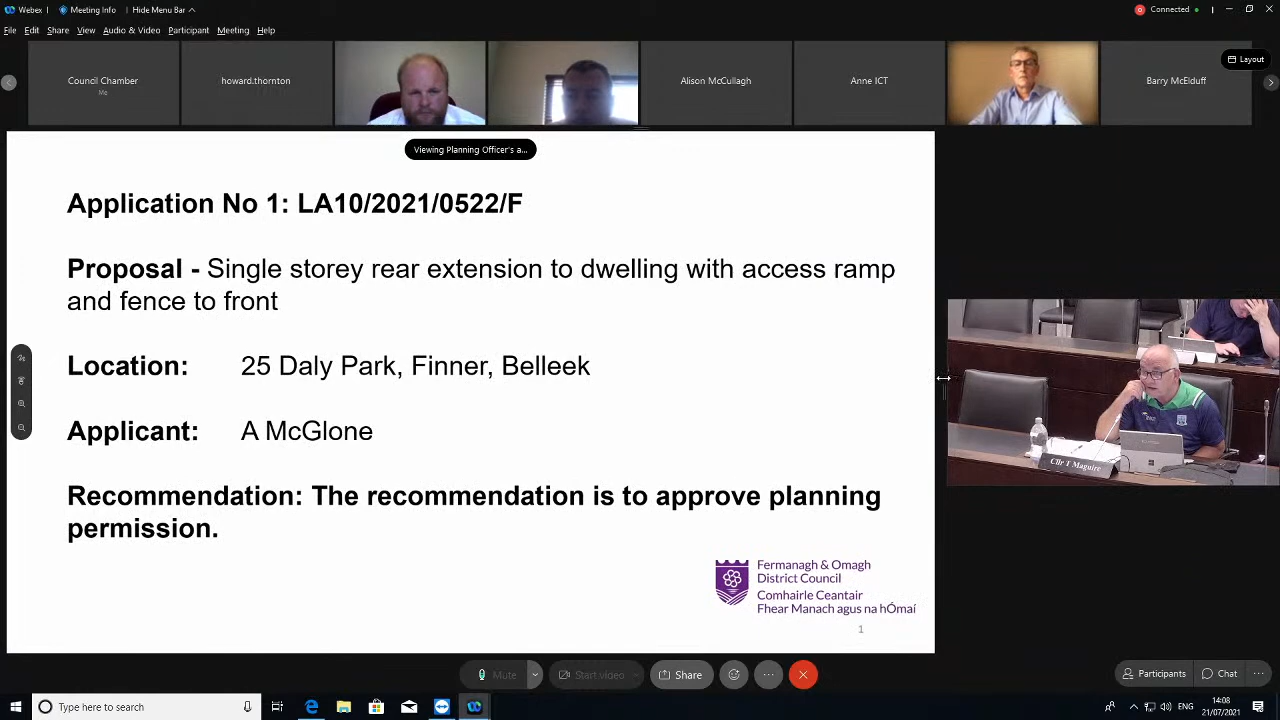 Webex
Meeting Info
Hide Menu Bar
Connected
File Edit Share View Audio & Video Participant Meeting Help
Council Chamber
Me
howard.thornton
Alison McCullagh
Anne ICT
Barry McElduff
Layout
Viewing Planning Officer's a...
Application No 1: LA10/2021/0522/F
Proposal - Single storey rear extension to dwelling with access ramp
and fence to front
Location: 25 Daly Park, Finner, Belleek
Applicant: A McGlone
Recommendation: The recommendation is to approve planning
permission.
Fermanagh & Omagh
District Council
Comhairle Ceantair
Fhear Manach agus na hÓmaí
1
Cllr T Maguire
Mute
Start video
Share
Participants
Chat
Type here to search
ENG
14:08
21/07/2021